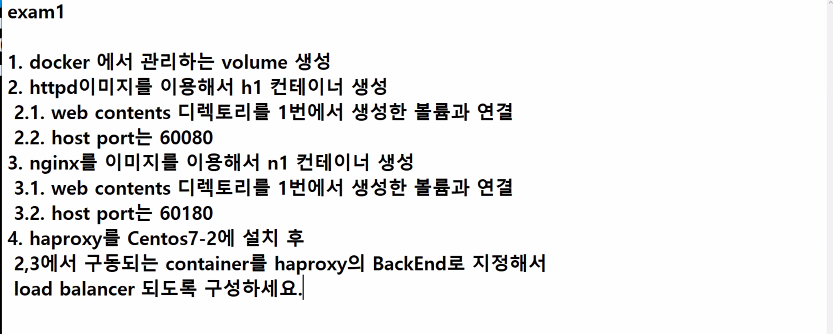 exam1
1. docker 에서 관리하는 volume 생성
2. httpd이미지를 이용해서 h1 컨테이너 생성
2.1. web contents 디렉토리를 1번에서 생성한 볼륨과 연결
2.2. host port는 60080
3. nginx를 이미지를 이용해서 n1 컨테이너 생성
3.1. web contents 디렉토리를 1번에서 생성한 볼륨과 연결
3.2. host port는 60180
4. haproxy를 Centos7-2에 설치 후
2,3에서 구동되는 container를 haproxy의 BackEnd로 지정해서
load balancer 되도록 구성하세요.